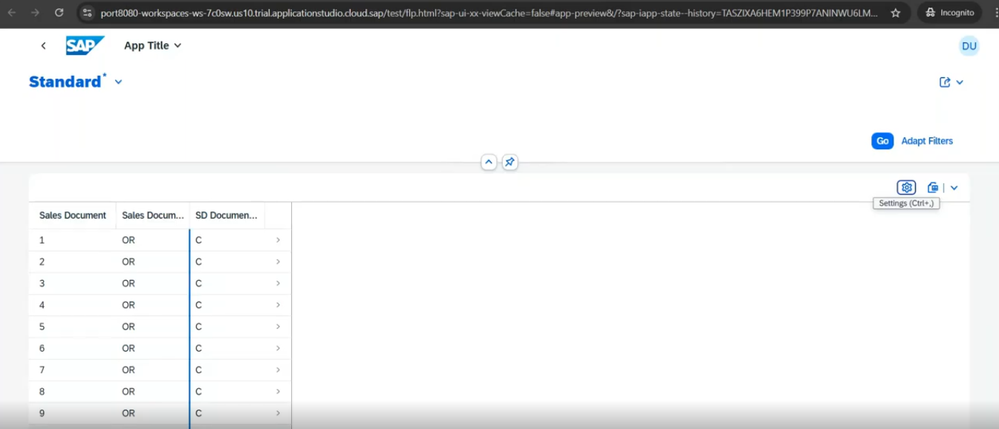 port8080-workspaces-ws-7c0sw.us10.trial.applicationstudio.cloud.sap/test/flp.html?sap-ui-xx-viewCache=false#app-preview&/?sap-iapp-state--history=TASZIXA6HEM1P399P7ANINWU6LM... Incognito
SAP App Title DU
Standard*
Go Adapt Filters
Settings (Ctrl+,)
Sales Document Sales Docum... SD Documen...
1 OR C
2 OR C
3 OR C
4 OR C
5 OR C
6 OR C
7 OR C
8 OR C
9 OR C